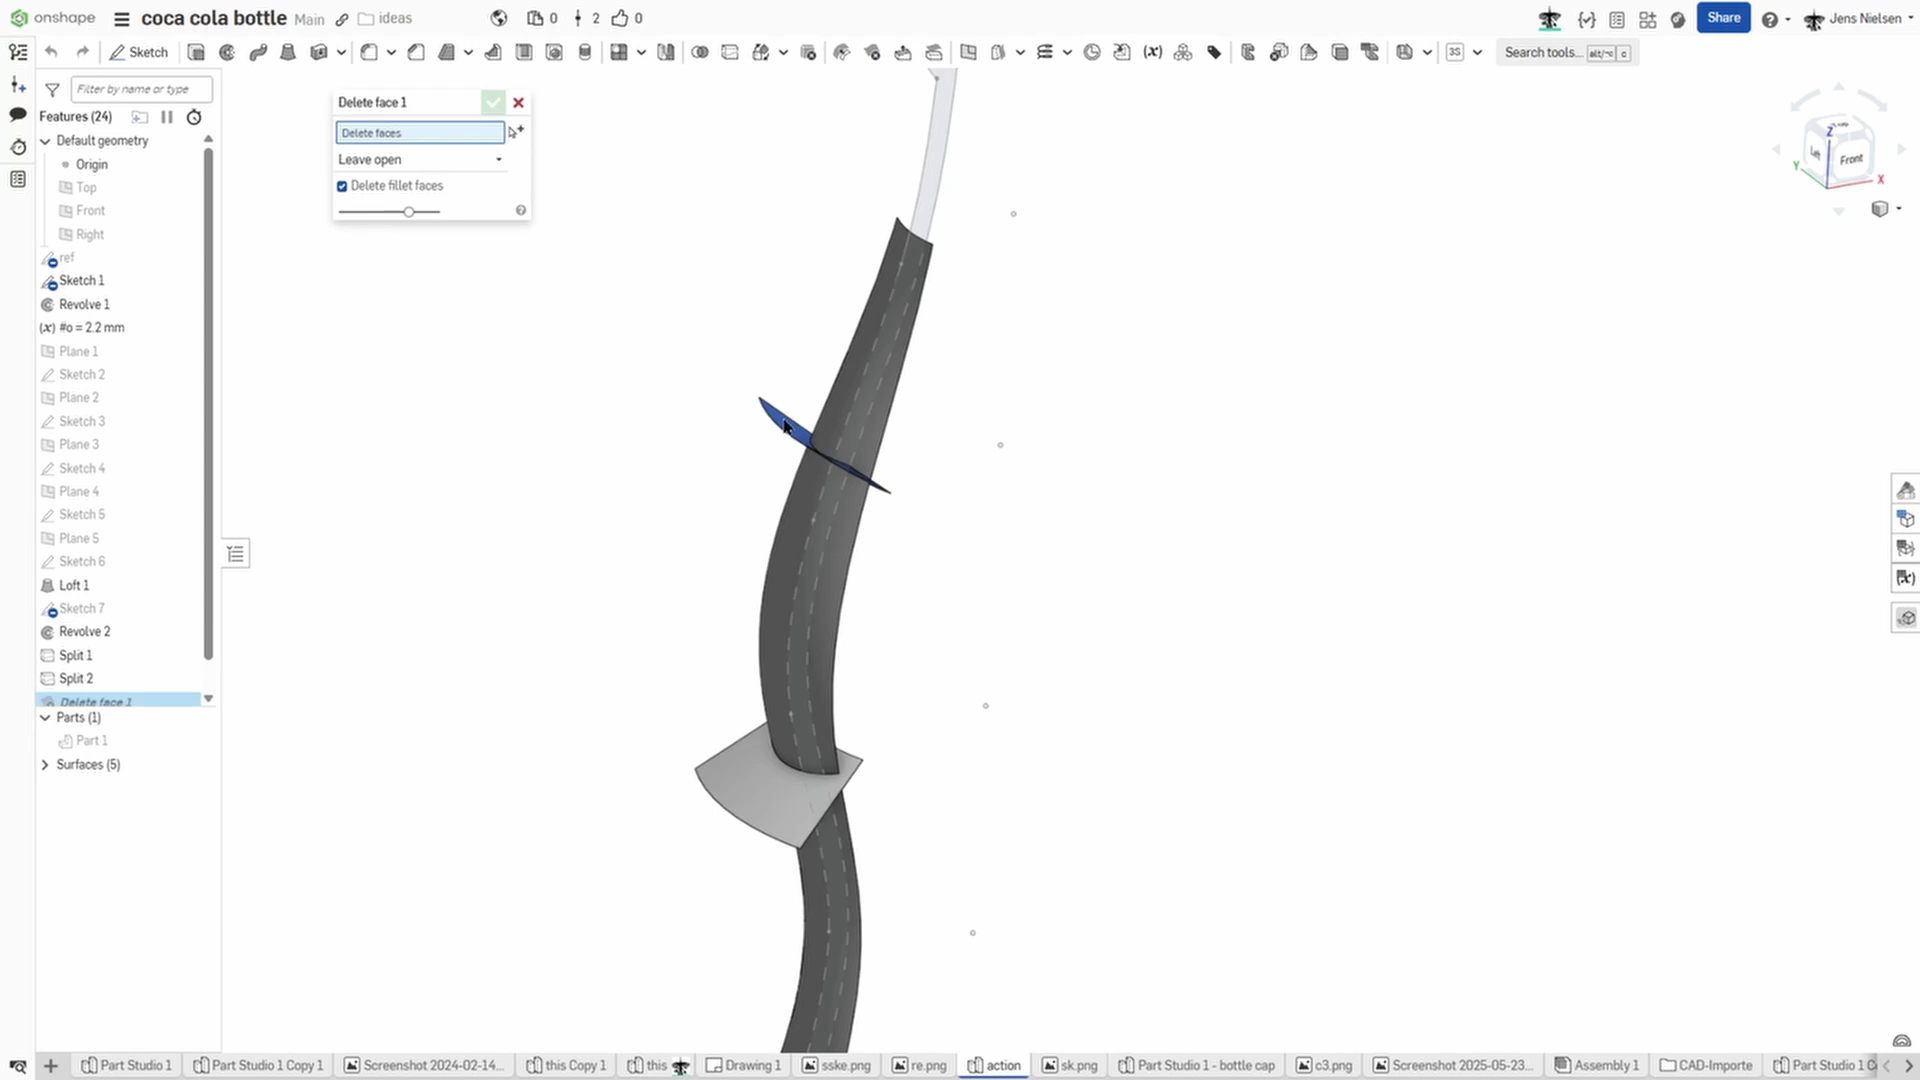 onshape
coca cola bottle Main ideas 0 2 0 Share Jens Nielsen
Sketch (x) 3S Search tools... alt/⌥ c
Filter by name or type
Features (24)
Default geometry
Origin
Top
Front
Right
ref
Sketch 1
Revolve 1
(x) #o = 2.2 mm
Plane 1
Sketch 2
Plane 2
Sketch 3
Plane 3
Sketch 4
Plane 4
Sketch 5
Plane 5
Sketch 6
Loft 1
Sketch 7
Revolve 2
Split 1
Split 2
Delete face 1
Parts (1)
Part 1
Surfaces (5)
Delete face 1
Delete faces
Leave open
Delete fillet faces
Z
Left
Front
Y
X
(x)
Part Studio 1 Part Studio 1 Copy 1 Screenshot 2024-02-14... this Copy 1 this Drawing 1 sske.png re.png action sk.png Part Studio 1 - bottle cap c3.png Screenshot 2025-05-23... Assembly 1 CAD-Importe Part Studio 1 C